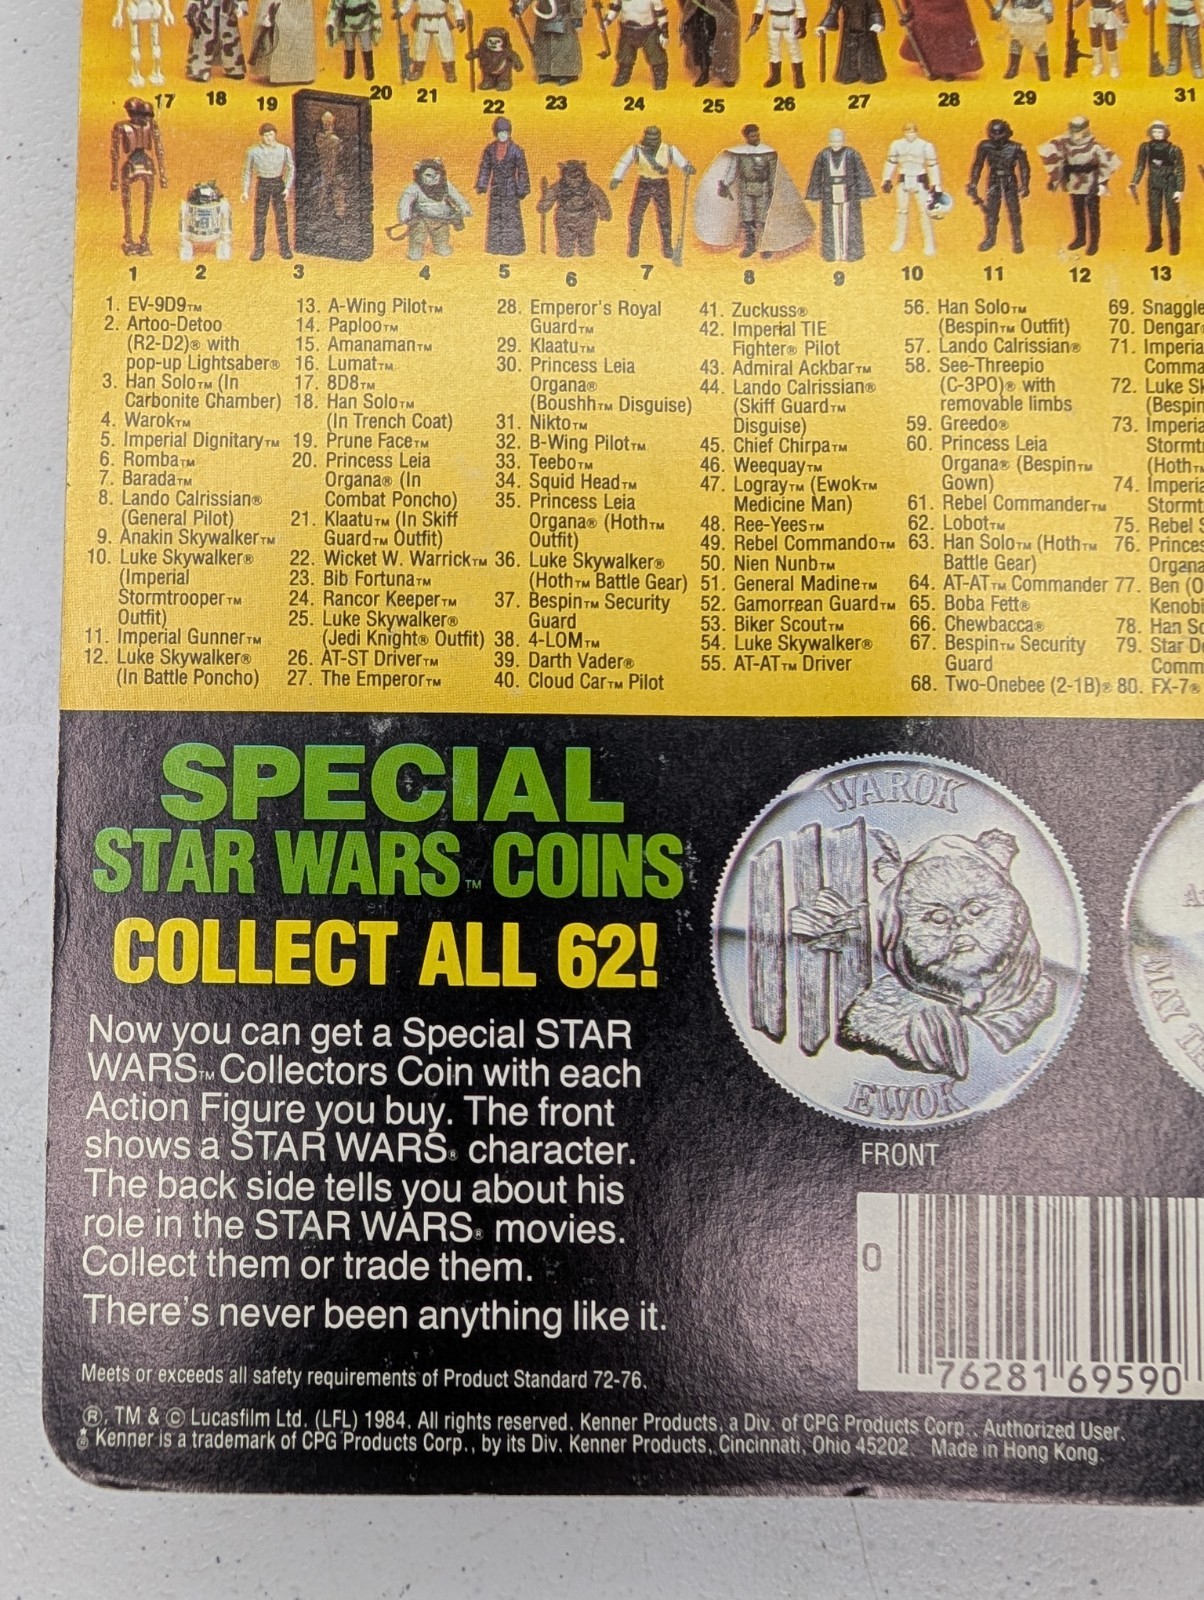 17 18 19 20 21 22 23 24 25 26 27 28 29 30 31
1 2 3 4 5 6 7 8 9 10 11 12 13
1. EV-9D9™
2. Artoo-Detoo
(R2-D2)® with
pop-up Lightsaber®
3. Han Solo™ (In
Carbonite Chamber)
4. Warok™
5. Imperial Dignitary™
6. Romba™
7. Barada™
8. Lando Calrissian®
(General Pilot)
9. Anakin Skywalker™
10. Luke Skywalker®
(Imperial
Stormtrooper™
Outfit)
11. Imperial Gunner™
12. Luke Skywalker®
(In Battle Poncho)
13. A-Wing Pilot™
14. Paploo™
15. Amanaman™
16. Lumat™
17. 8D8™
18. Han Solo™
(In Trench Coat)
19. Prune Face™
20. Princess Leia
Organa® (In
Combat Poncho)
21. Klaatu™ (In Skiff
Guard™ Outfit)
22. Wicket W. Warrick™
23. Bib Fortuna™
24. Rancor Keeper™
25. Luke Skywalker®
(Jedi Knight® Outfit)
26. AT-ST Driver™
27. The Emperor™
28. Emperor's Royal
Guard™
29. Klaatu™
30. Princess Leia
Organa®
(Boushh™ Disguise)
31. Nikto™
32. B-Wing Pilot™
33. Teebo™
34. Squid Head™
35. Princess Leia
Organa® (Hoth™
Outfit)
36. Luke Skywalker®
(Hoth™ Battle Gear)
37. Bespin™ Security
Guard
38. 4-LOM™
39. Darth Vader®
40. Cloud Car™ Pilot
41. Zuckuss®
42. Imperial TIE
Fighter® Pilot
43. Admiral Ackbar™
44. Lando Calrissian®
(Skiff Guard™
Disguise)
45. Chief Chirpa™
46. Weequay™
47. Logray™ (Ewok™
Medicine Man)
48. Ree-Yees™
49. Rebel Commando™
50. Nien Nunb™
51. General Madine™
52. Gamorrean Guard™
53. Biker Scout™
54. Luke Skywalker®
55. AT-AT™ Driver
56. Han Solo™
(Bespin™ Outfit)
57. Lando Calrissian®
58. See-Threepio
(C-3PO)® with
removable limbs
59. Greedo®
60. Princess Leia
Organa® (Bespin™
Gown)
61. Rebel Commander™
62. Lobot™
63. Han Solo™ (Hoth™
Battle Gear)
64. AT-AT™ Commander
65. Boba Fett®
66. Chewbacca®
67. Bespin™ Security
Guard
68. Two-Onebee (2-1B)®
69. Snaggle
70. Dengar
71. Imperia
Comma
72. Luke Sk
(Bespin
73. Imperia
Stormt
(Hoth™
74. Imperia
Stormt
75. Rebel S
76. Princes
Organa
77. Ben (O
Kenobi
78. Han So
79. Star De
Comm
80. FX-7®
SPECIAL
STAR WARS™ COINS
COLLECT ALL 62!
Now you can get a Special STAR
WARS™ Collectors Coin with each
Action Figure you buy. The front
shows a STAR WARS® character.
The back side tells you about his
role in the STAR WARS® movies.
Collect them or trade them.
There's never been anything like it.
WAROK
EWOK
FRONT
MAY
0 76281 69590
Meets or exceeds all safety requirements of Product Standard 72-76.
®, TM & © Lucasfilm Ltd. (LFL) 1984. All rights reserved. Kenner Products, a Div. of CPG Products Corp., Authorized User.
Kenner is a trademark of CPG Products Corp., by its Div. Kenner Products, Cincinnati, Ohio 45202. Made in Hong Kong.